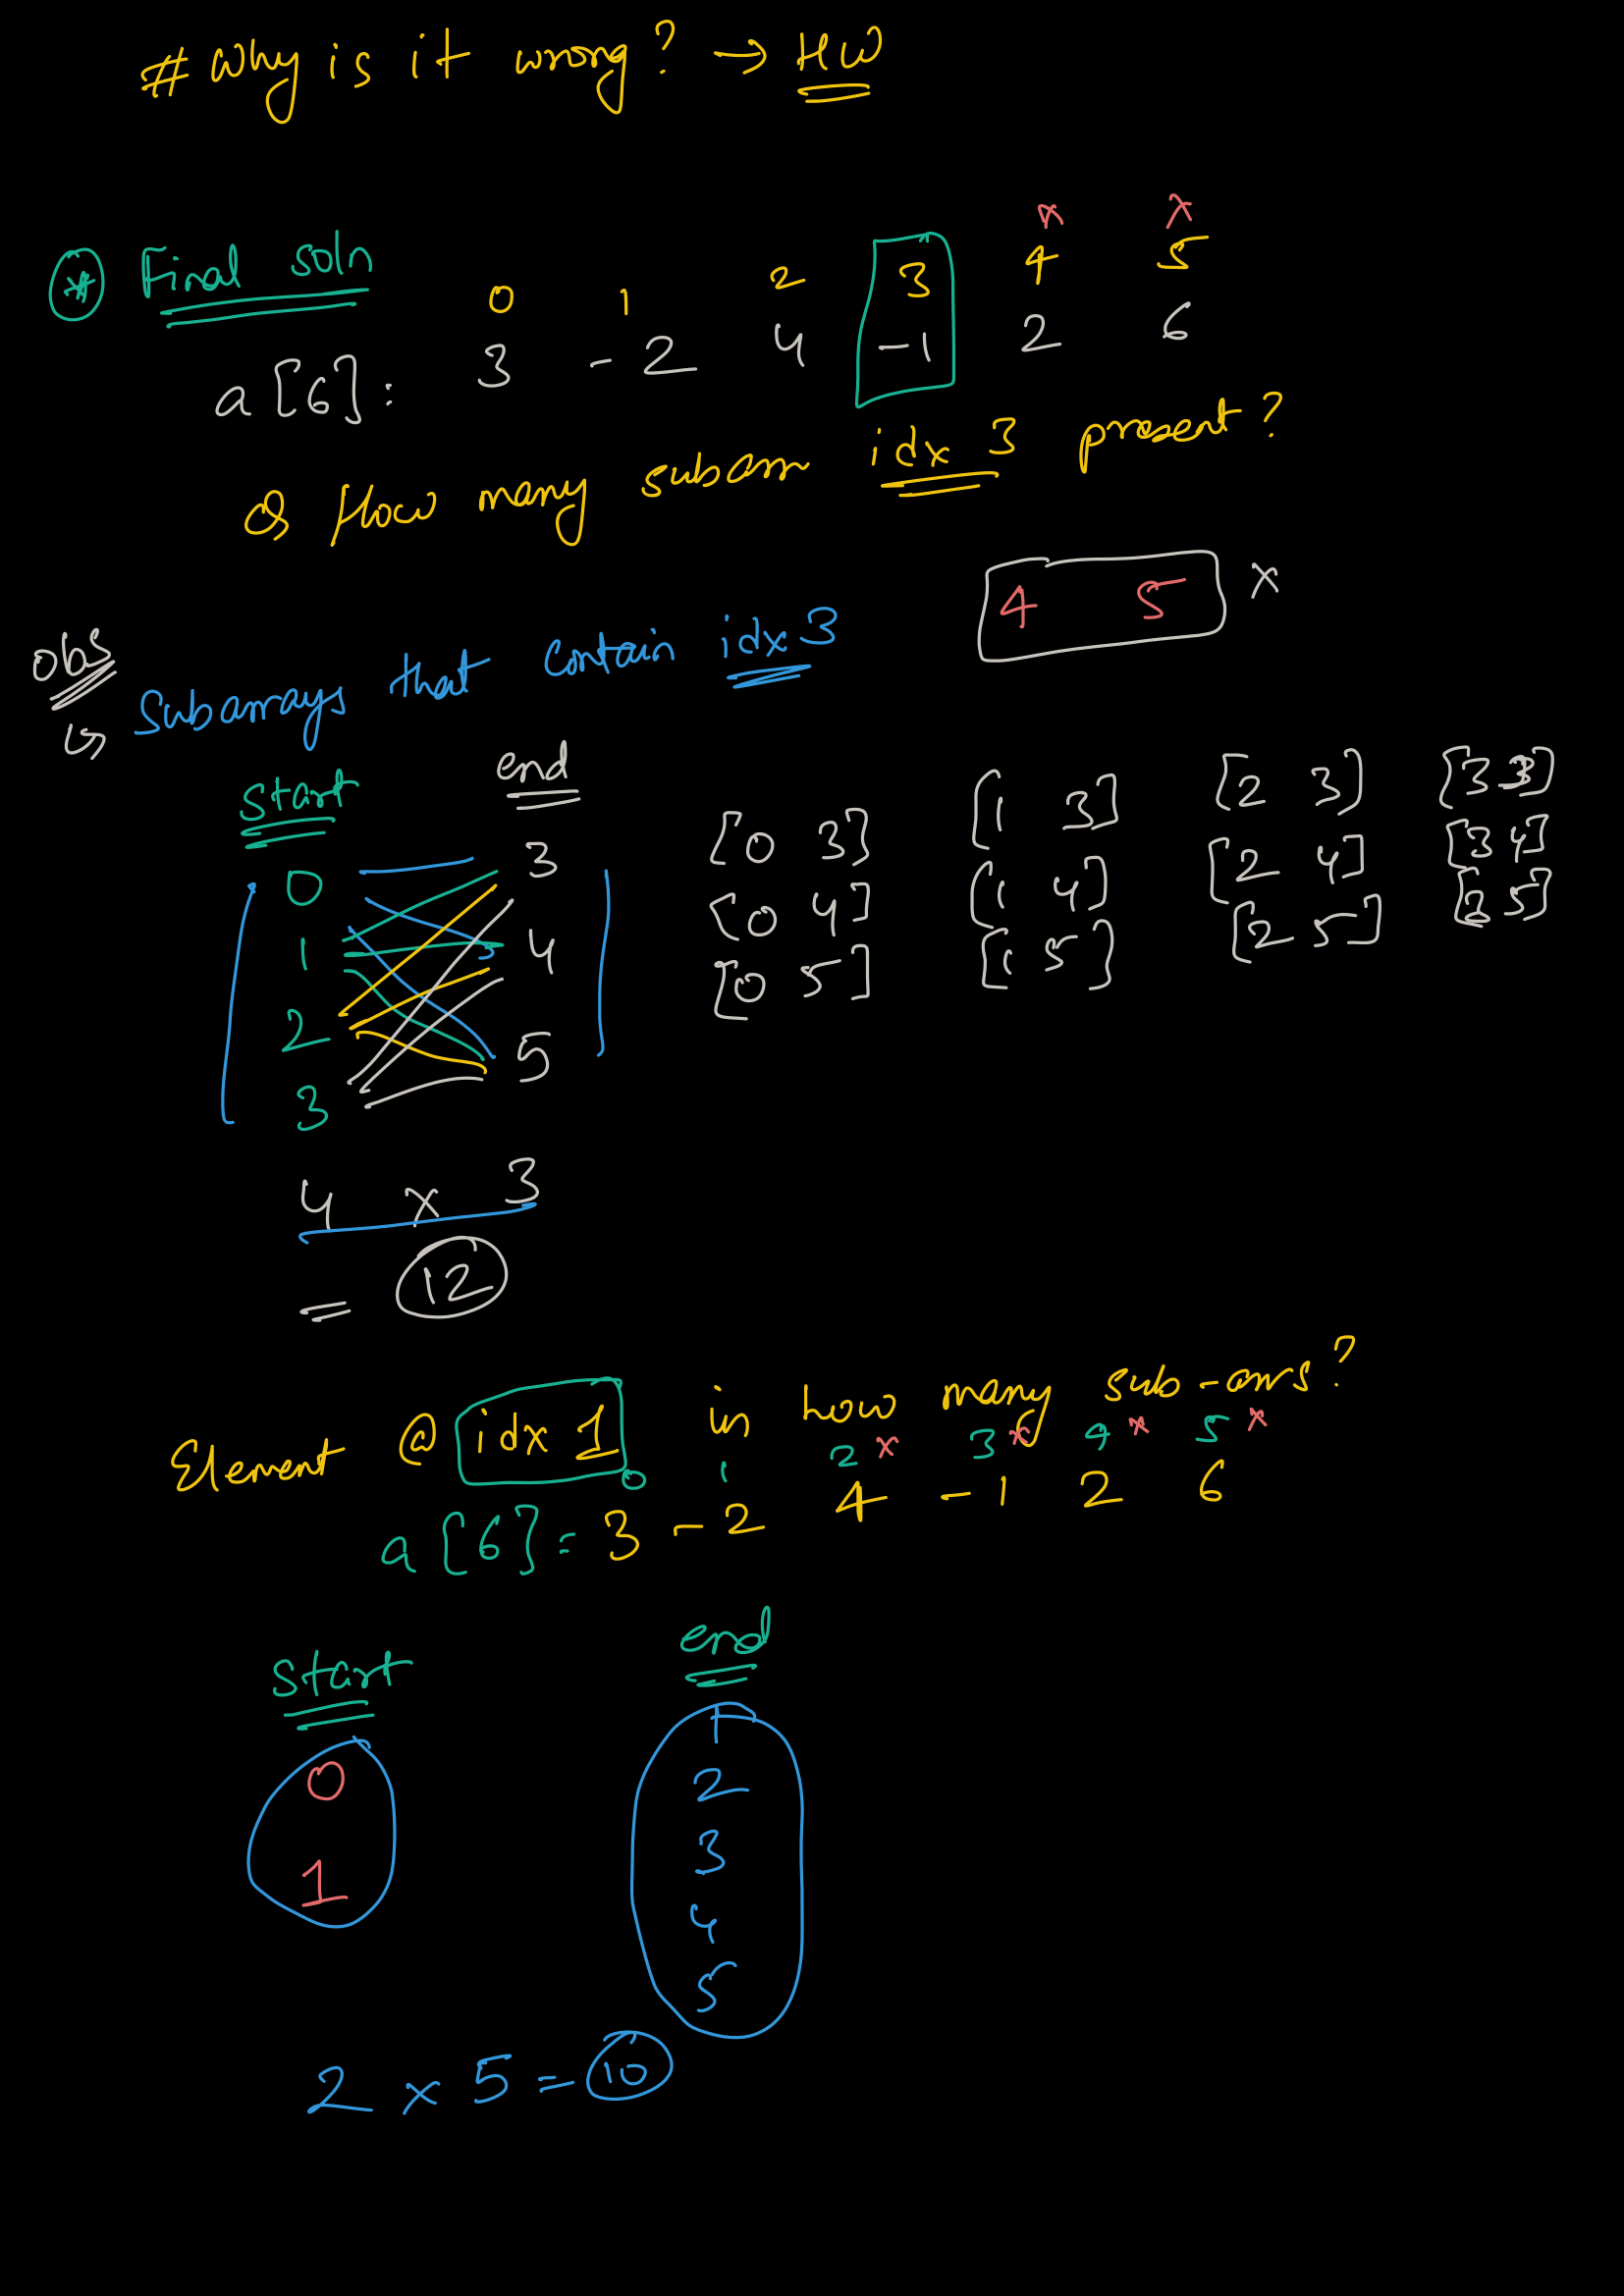 # Why is it wrong? → HW
* Final soln
x x
0 1 2 3 4 5
a[6]: 3 -2 4 -1 2 6
Q How many subarr idx 3 present?
4 5 x
Obs
↳ Subarrays that contain idx 3
start end
0 3 [0 3] [1 3] [2 3] [3 3]
1 4 [0 4] [1 4] [2 4] [3 4]
2 5 [0 5] [1 5] [2 5] [3 5]
3
4 x 3
= 12
Element @ idx 1 in how many sub-arrs?
0 1 2 x 3 x 4 x 5 x
a[6] = 3 -2 4 -1 2 6
start end
0 1
1 2
3
4
5
2 x 5 = 10